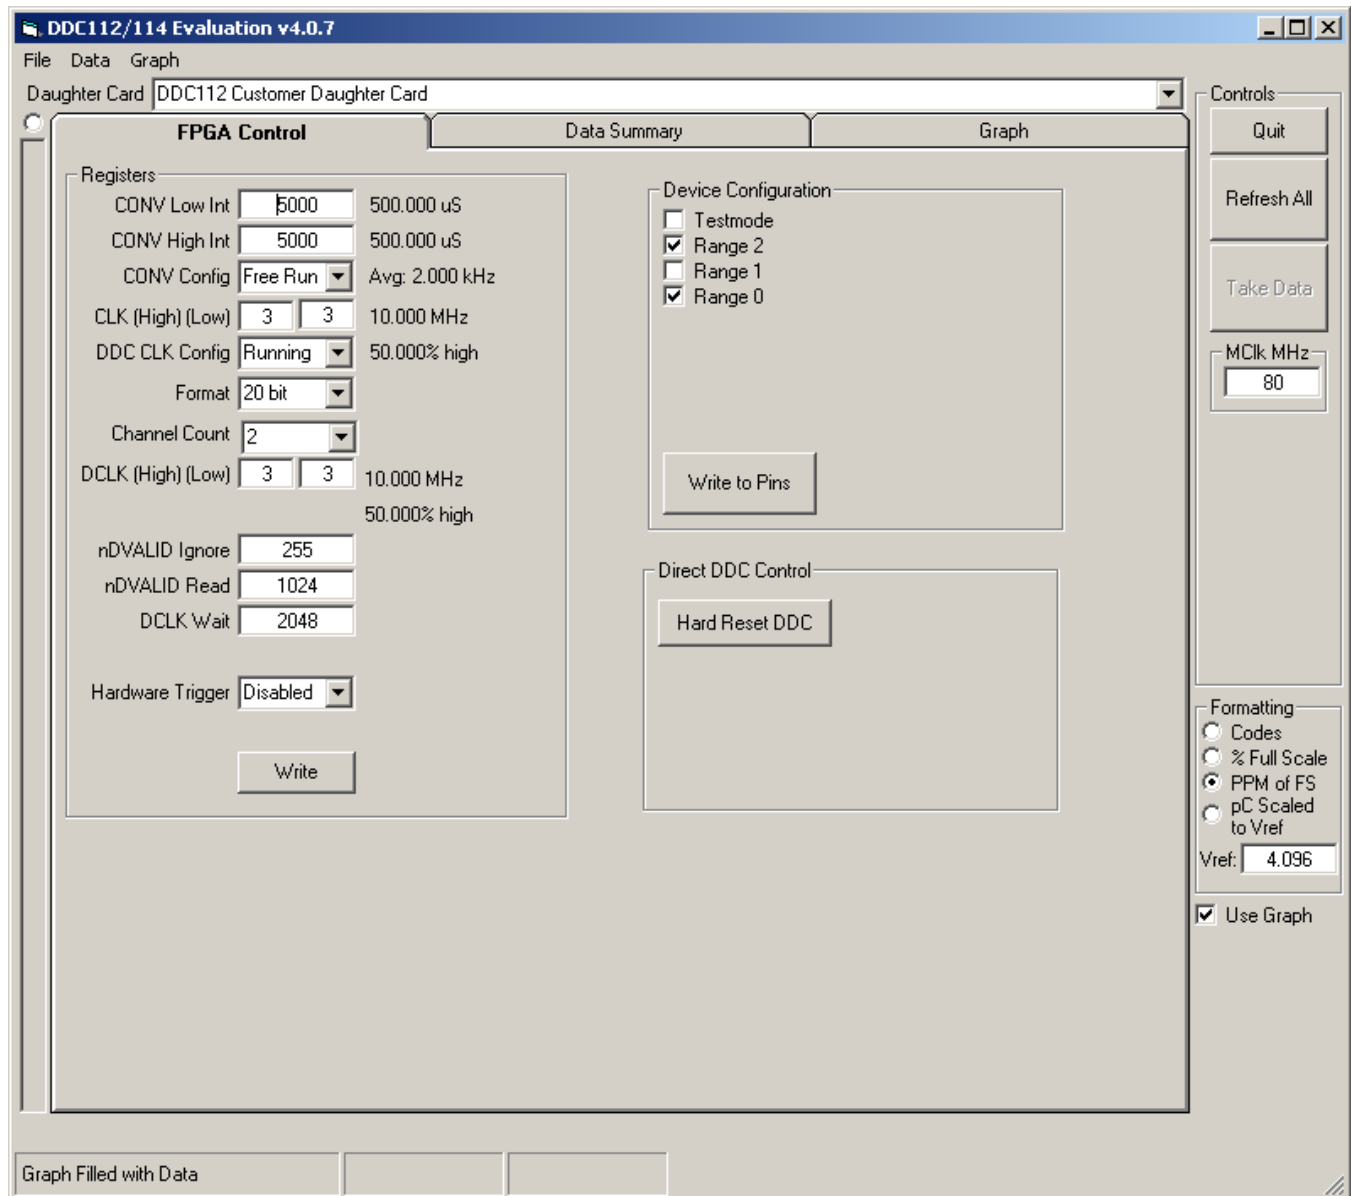 DDC112/114 Evaluation v4.0.7
File Data Graph
Daughter Card DDC112 Customer Daughter Card
FPGA Control Data Summary Graph
Registers
CONV Low Int 5000 500.000 uS
CONV High Int 5000 500.000 uS
CONV Config Free Run Avg: 2.000 kHz
CLK (High) (Low) 3 3 10.000 MHz
DDC CLK Config Running 50.000% high
Format 20 bit
Channel Count 2
DCLK (High) (Low) 3 3 10.000 MHz
50.000% high
nDVALID Ignore 255
nDVALID Read 1024
DCLK Wait 2048
Hardware Trigger Disabled
Write
Device Configuration
Testmode
Range 2
Range 1
Range 0
Write to Pins
Direct DDC Control
Hard Reset DDC
Controls
Quit
Refresh All
Take Data
MClk MHz
80
Formatting
Codes
% Full Scale
PPM of FS
pC Scaled
to Vref
Vref: 4.096
Use Graph
Graph Filled with Data